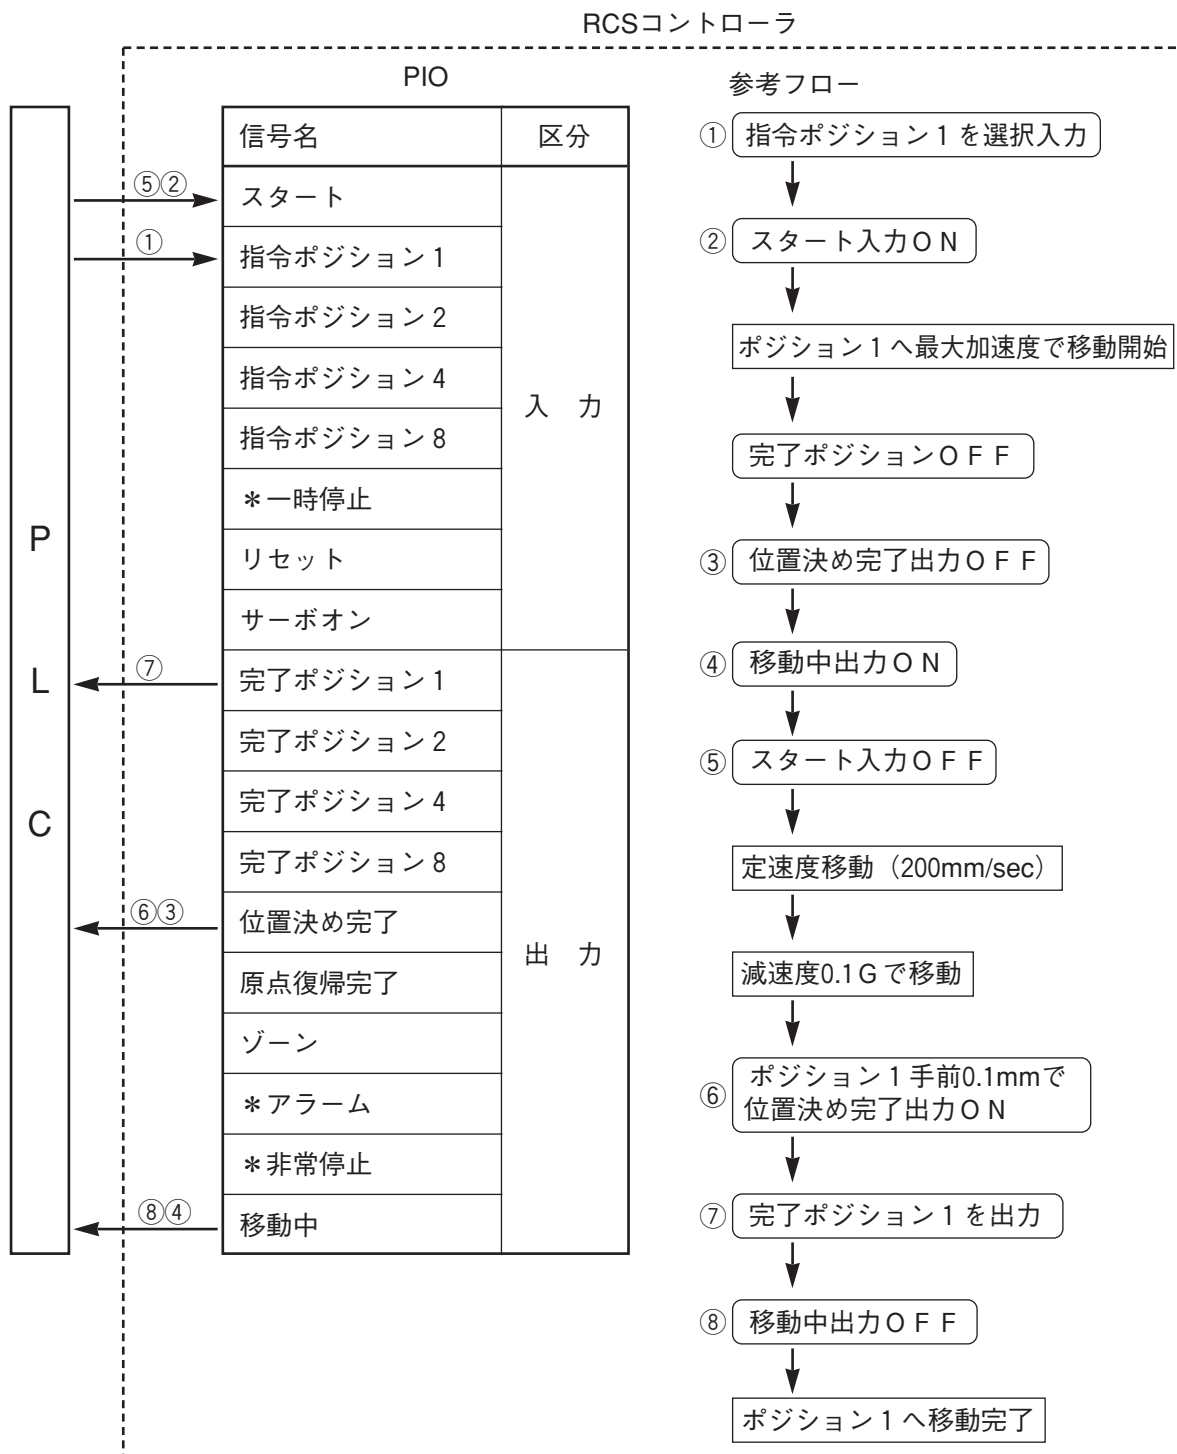 RCSコントローラ
PIO
信号名 区分
スタート
指令ポジション1
指令ポジション2
指令ポジション4
指令ポジション8
*一時停止
リセット
サーボオン
入 力
完了ポジション1
完了ポジション2
完了ポジション4
完了ポジション8
位置決め完了
原点復帰完了
ゾーン
*アラーム
*非常停止
移動中
出 力
P
L
C
⑤②
①
⑦
⑥③
⑧④
参考フロー
① 指令ポジション1を選択入力
② スタート入力ON
ポジション1へ最大加速度で移動開始
完了ポジションOFF
③ 位置決め完了出力OFF
④ 移動中出力ON
⑤ スタート入力OFF
定速度移動(200mm/sec)
減速度0.1Gで移動
⑥ ポジション1手前0.1mmで
位置決め完了出力ON
⑦ 完了ポジション1を出力
⑧ 移動中出力OFF
ポジション1へ移動完了